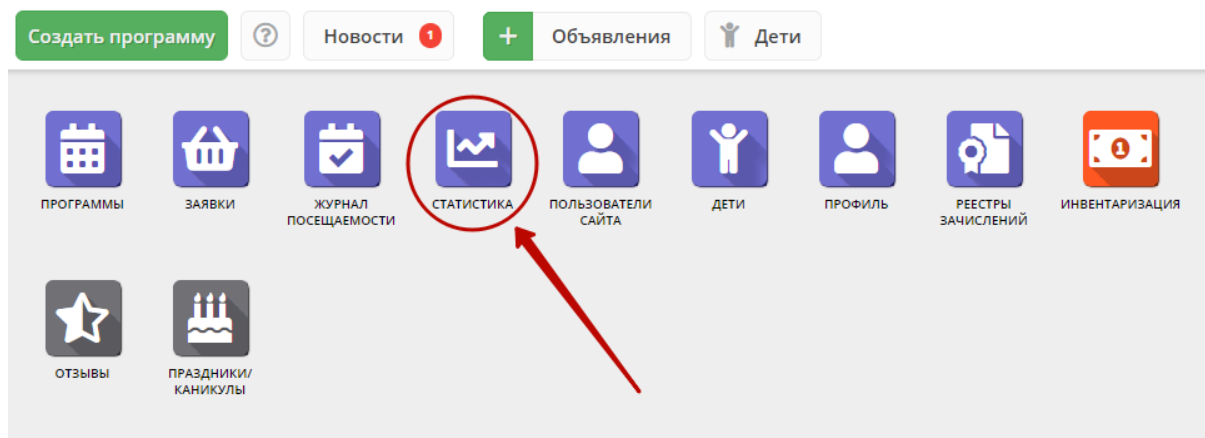 Создать программу
?
Новости 1
+ Объявления
Дети
ПРОГРАММЫ
ЗАЯВКИ
ЖУРНАЛ
ПОСЕЩАЕМОСТИ
СТАТИСТИКА
ПОЛЬЗОВАТЕЛИ
САЙТА
ДЕТИ
ПРОФИЛЬ
РЕЕСТРЫ
ЗАЧИСЛЕНИЙ
1
ИНВЕНТАРИЗАЦИЯ
ОТЗЫВЫ
ПРАЗДНИКИ/
КАНИКУЛЫ